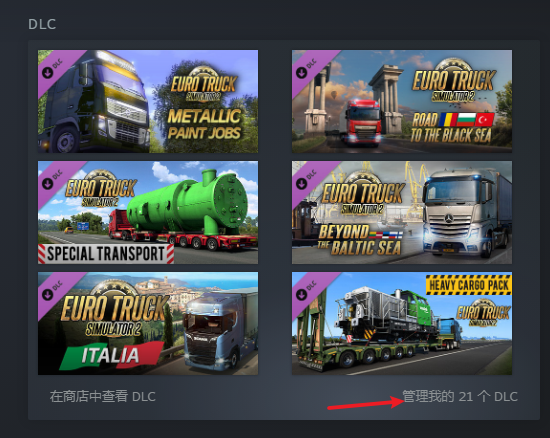 DLC
DLC
EURO TRUCK
SIMULATOR 2
METALLIC
PAINT JOBS
DLC
EURO TRUCK
SIMULATOR 2
ROAD
TO THE BLACK SEA
DLC
EURO TRUCK
SIMULATOR 2
SPECIAL TRANSPORT
DLC
EURO TRUCK
SIMULATOR 2
BEYOND
THE BALTIC SEA
DLC
EURO TRUCK
SIMULATOR 2
ITALIA
DLC
HEAVY CARGO PACK
EURO TRUCK
SIMULATOR 2
在商店中查看 DLC
管理我的 21 个 DLC